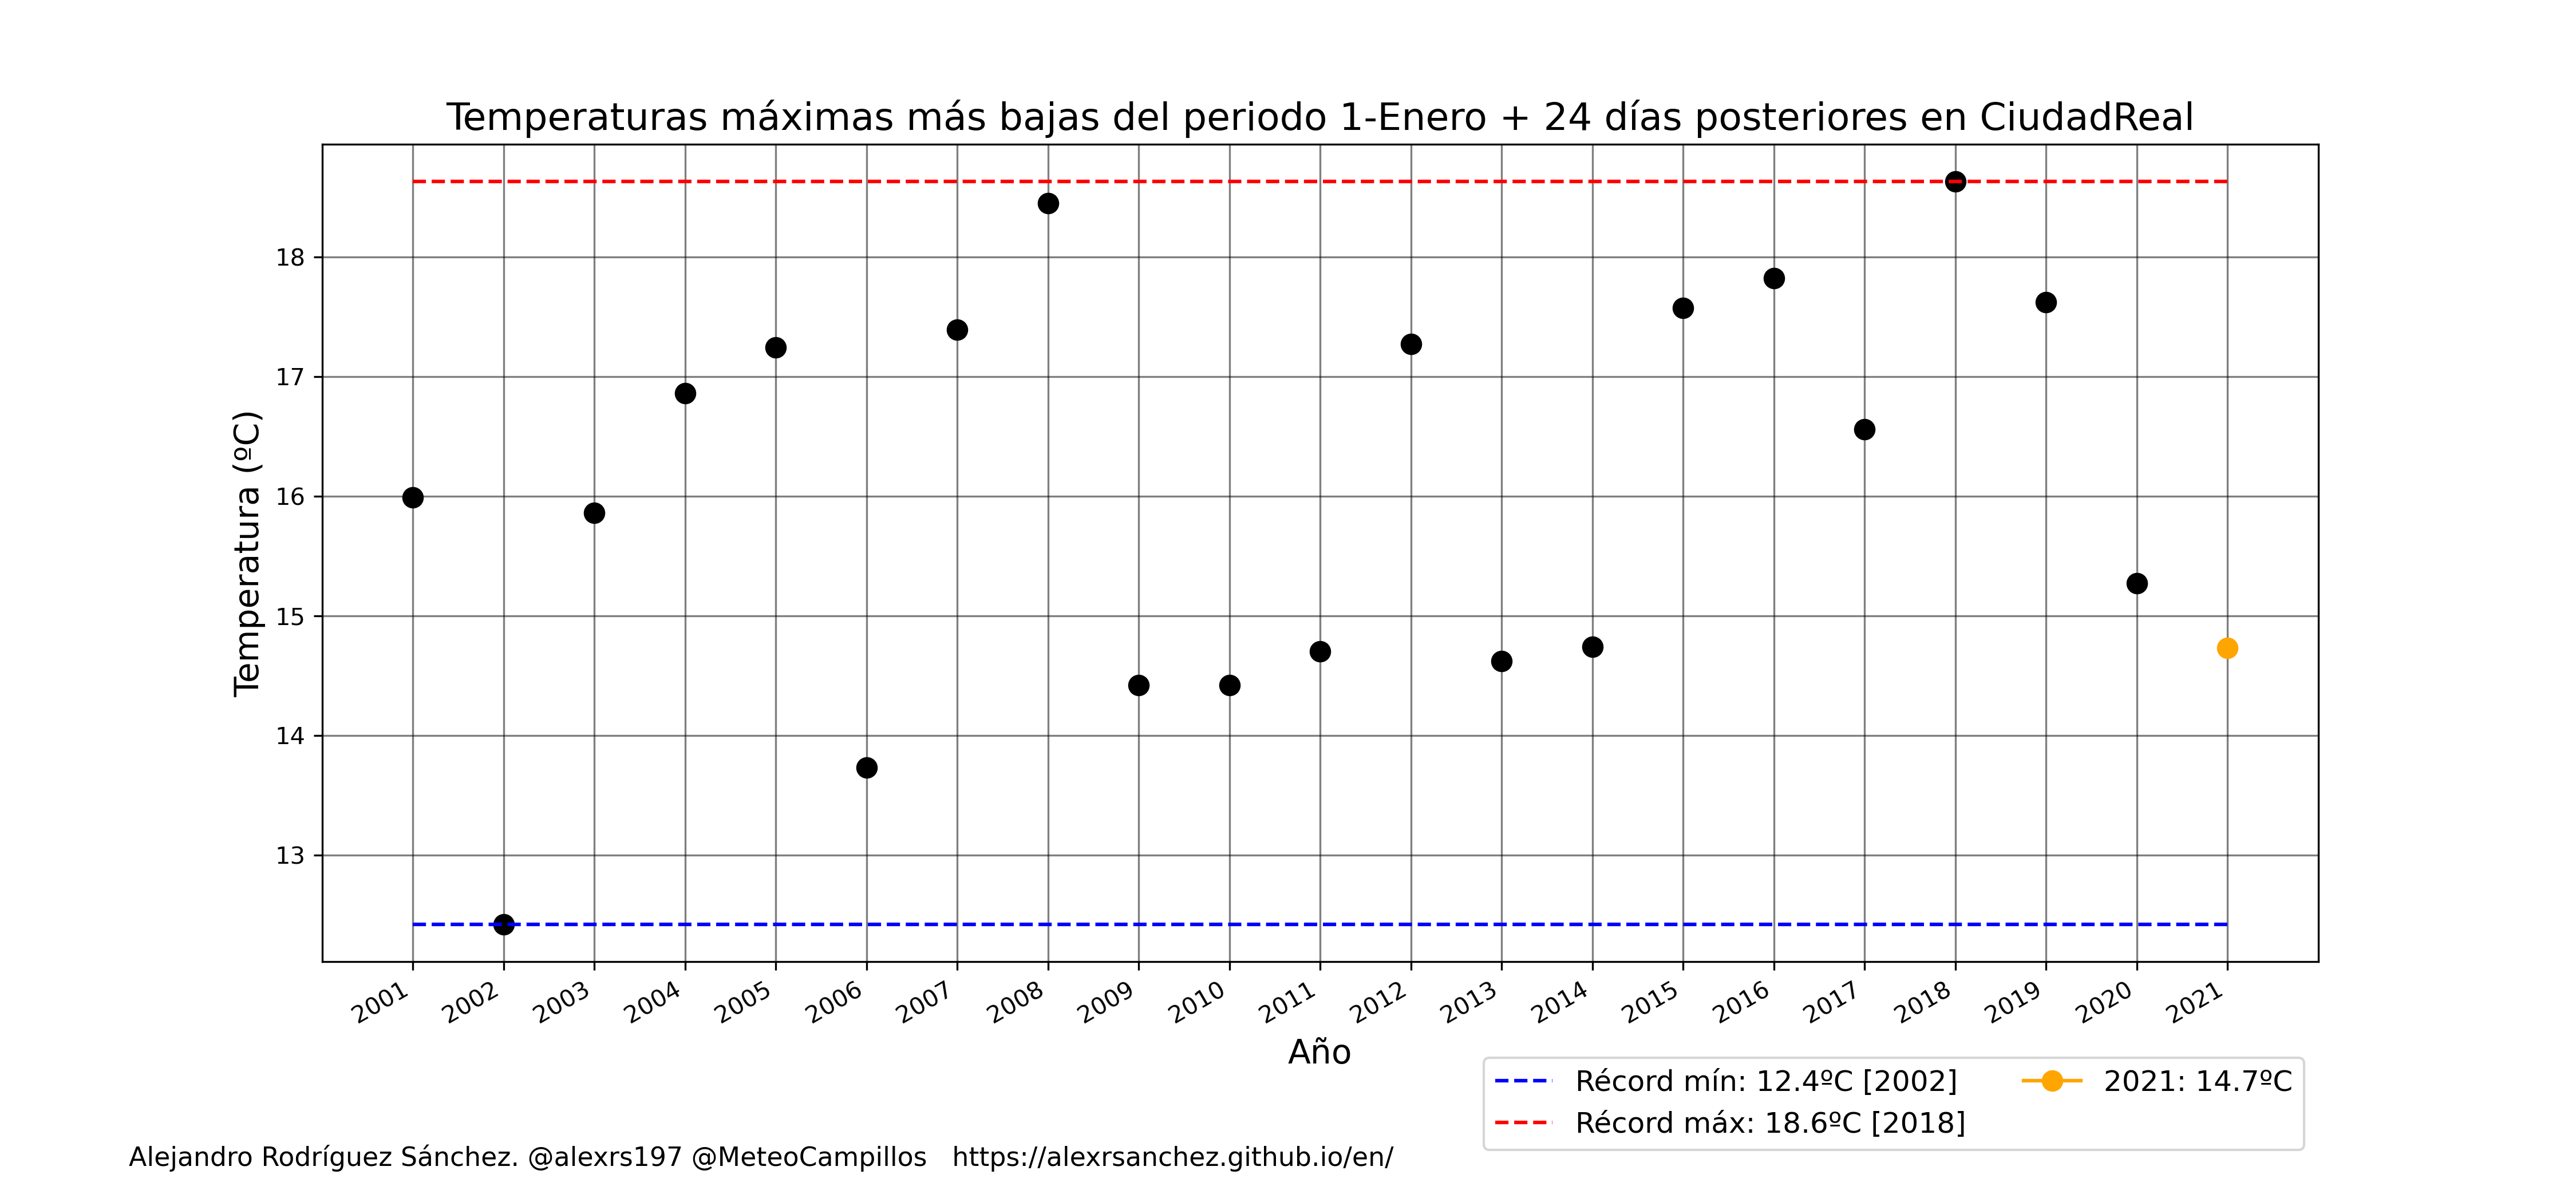 Temperaturas máximas más bajas del periodo 1-Enero + 24 días posteriores en CiudadReal
Temperatura (ºC)
18
17
16
15
14
13
2001 2002 2003 2004 2005 2006 2007 2008 2009 2010 2011 2012 2013 2014 2015 2016 2017 2018 2019 2020 2021
Año
Récord mín: 12.4ºC [2002]
Récord máx: 18.6ºC [2018]
2021: 14.7ºC
Alejandro Rodríguez Sánchez. @alexrs197 @MeteoCampillos https://alexrsanchez.github.io/en/